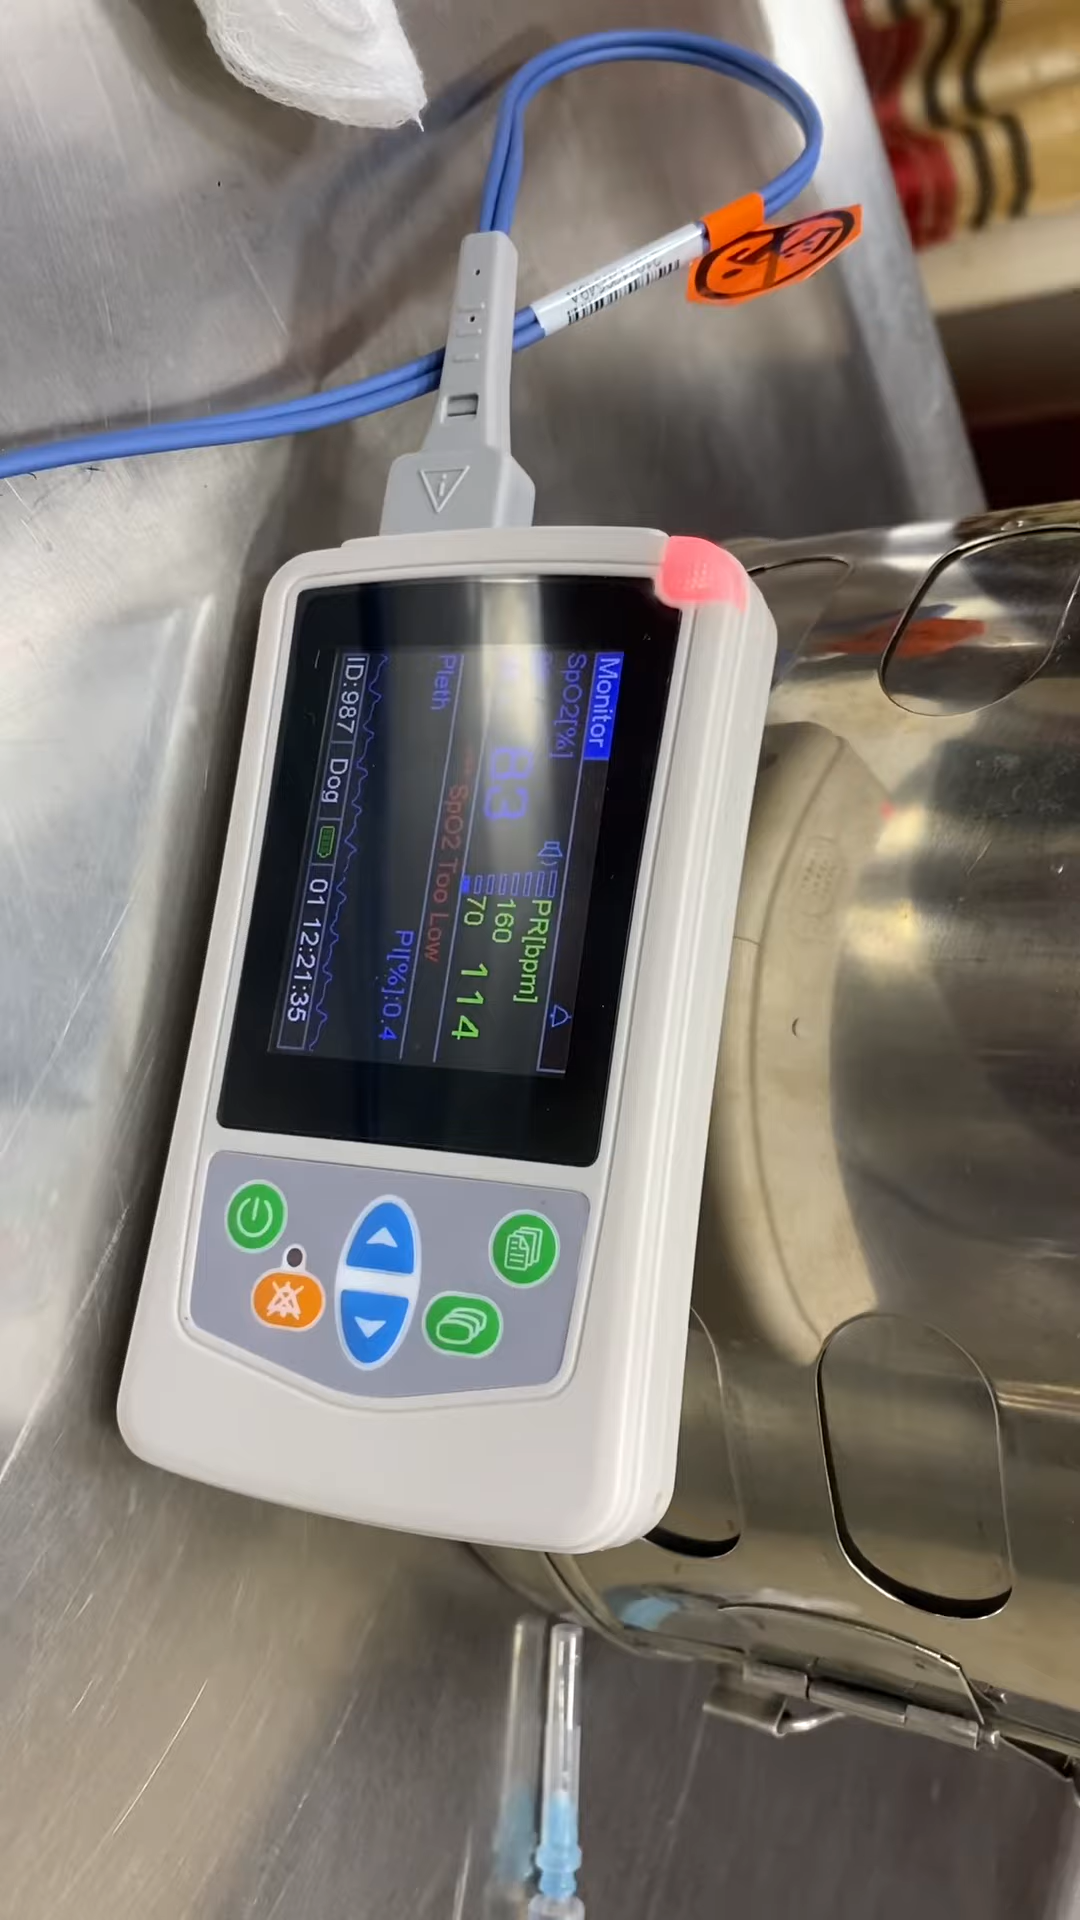 Monitor
SpO2[%]
83
PR[bpm]
160
70
114
SpO2 Too Low
Pleth
PI[%]:0.4
ID:987 Dog 01 12:21:35